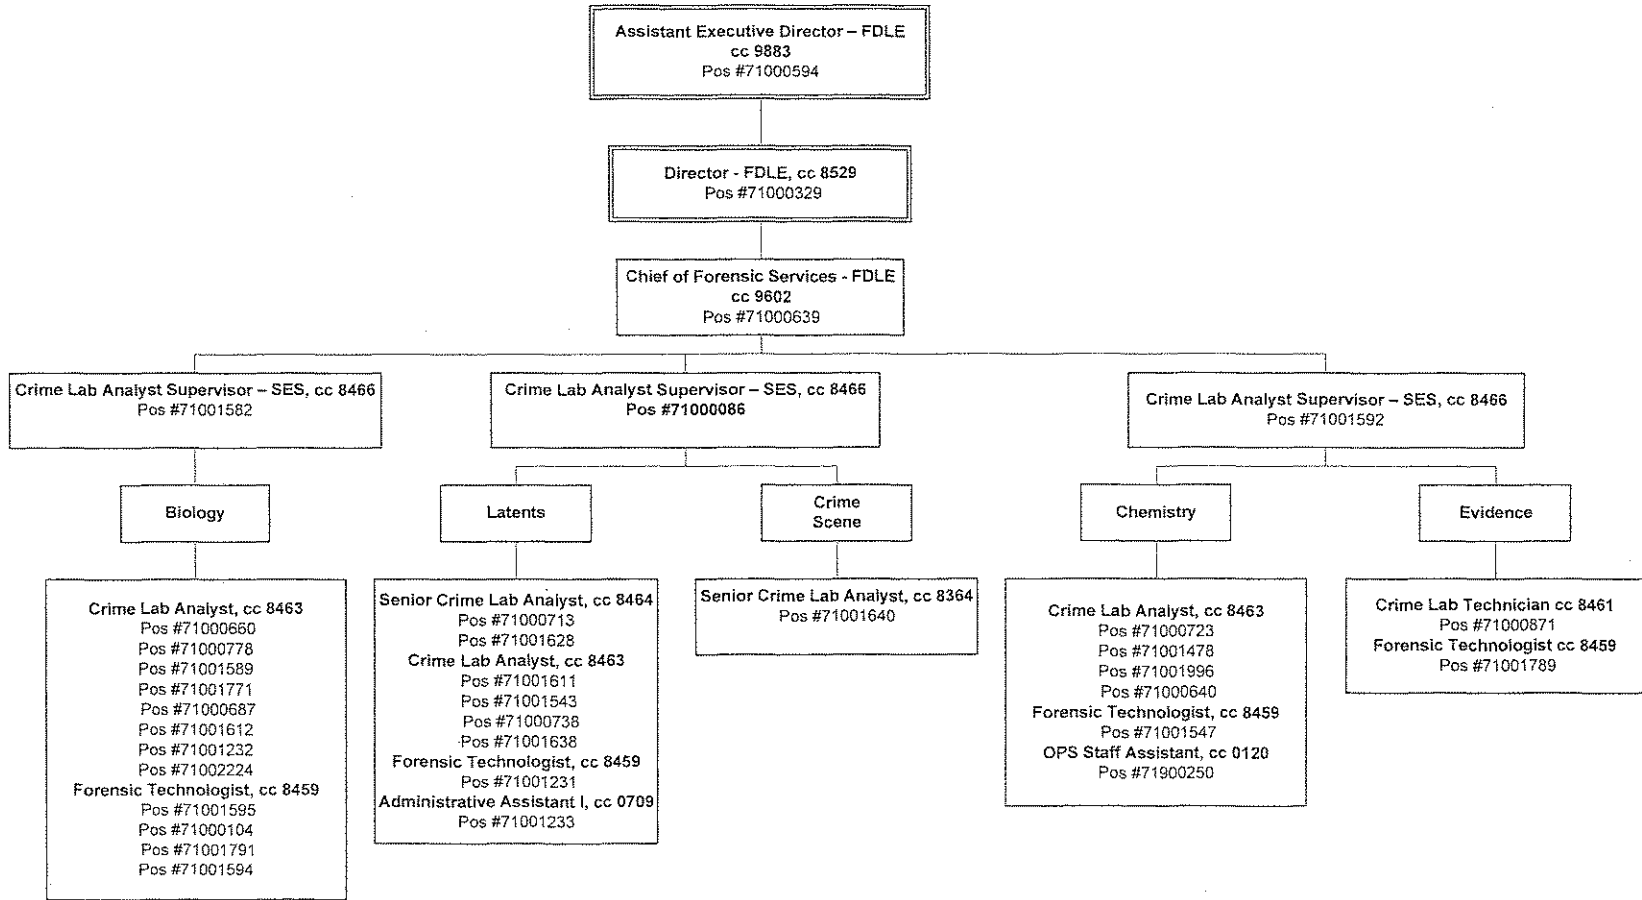 Assistant Executive Director – FDLE
cc 9883
Pos #71000594
Director - FDLE, cc 8529
Pos #71000329
Chief of Forensic Services - FDLE
cc 9602
Pos #71000639
Crime Lab Analyst Supervisor – SES, cc 8466
Pos #71001582
Crime Lab Analyst Supervisor – SES, cc 8466
Pos #71000086
Crime Lab Analyst Supervisor – SES, cc 8466
Pos #71001592
Biology
Latents
Crime
Scene
Chemistry
Evidence
Crime Lab Analyst, cc 8463
Pos #71000660
Pos #71000778
Pos #71001589
Pos #71001771
Pos #71000687
Pos #71001612
Pos #71001232
Pos #71002224
Forensic Technologist, cc 8459
Pos #71001595
Pos #71000104
Pos #71001791
Pos #71001594
Senior Crime Lab Analyst, cc 8464
Pos #71000713
Pos #71001628
Crime Lab Analyst, cc 8463
Pos #71001611
Pos #71001543
Pos #71000738
Pos #71001638
Forensic Technologist, cc 8459
Pos #71001231
Administrative Assistant I, cc 0709
Pos #71001233
Senior Crime Lab Analyst, cc 8364
Pos #71001640
Crime Lab Analyst, cc 8463
Pos #71000723
Pos #71001478
Pos #71001996
Pos #71000640
Forensic Technologist, cc 8459
Pos #71001547
OPS Staff Assistant, cc 0120
Pos #71900250
Crime Lab Technician cc 8461
Pos #71000871
Forensic Technologist cc 8459
Pos #71001789